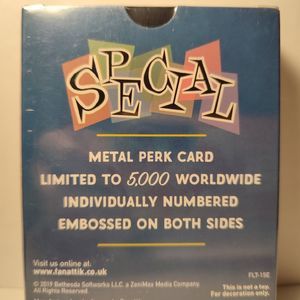 SPECIAL
METAL PERK CARD
LIMITED TO 5,000 WORLDWIDE
INDIVIDUALLY NUMBERED
EMBOSSED ON BOTH SIDES
Visit us online at
www.fanattik.co.uk
FLT-15E
© 2019 Bethesda Softworks LLC. a ZeniMax Media Company.
This is not a toy.
All Rights Reserved.
For decoration only.